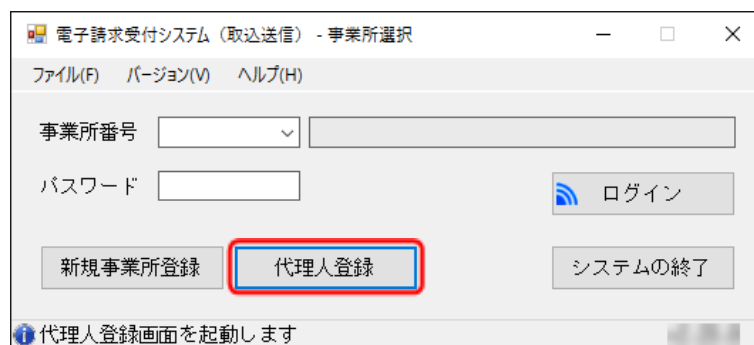 電子請求受付システム（取込送信） - 事業所選択
ファイル(F) バージョン(V) ヘルプ(H)
事業所番号
パスワード
ログイン
新規事業所登録 代理人登録 システムの終了
代理人登録画面を起動します